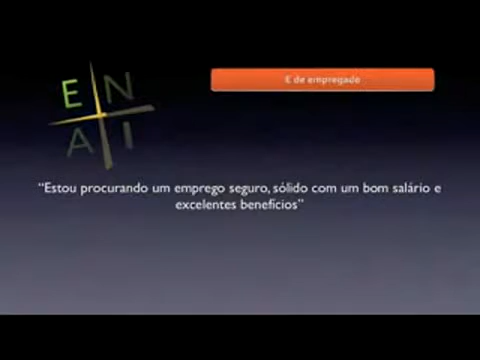 E N
A I
E de empregado
“Estou procurando um emprego seguro, sólido com um bom salário e
excelentes benefícios”